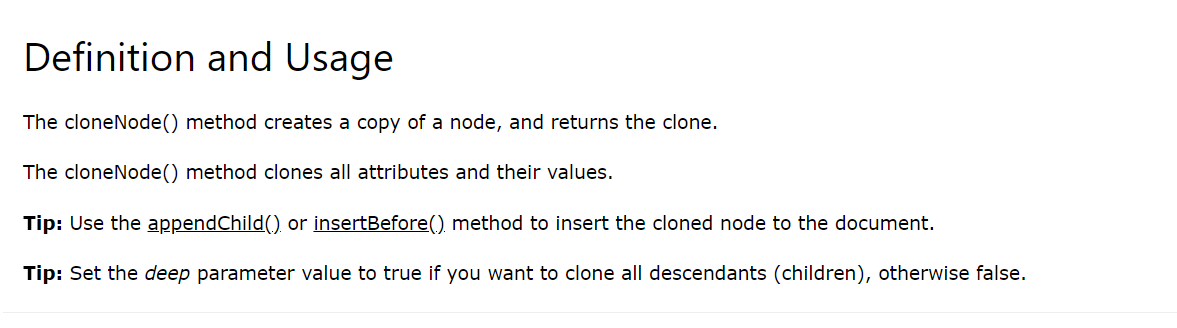 Definition and Usage
The cloneNode() method creates a copy of a node, and returns the clone.
The cloneNode() method clones all attributes and their values.
Tip: Use the appendChild() or insertBefore() method to insert the cloned node to the document.
Tip: Set the deep parameter value to true if you want to clone all descendants (children), otherwise false.